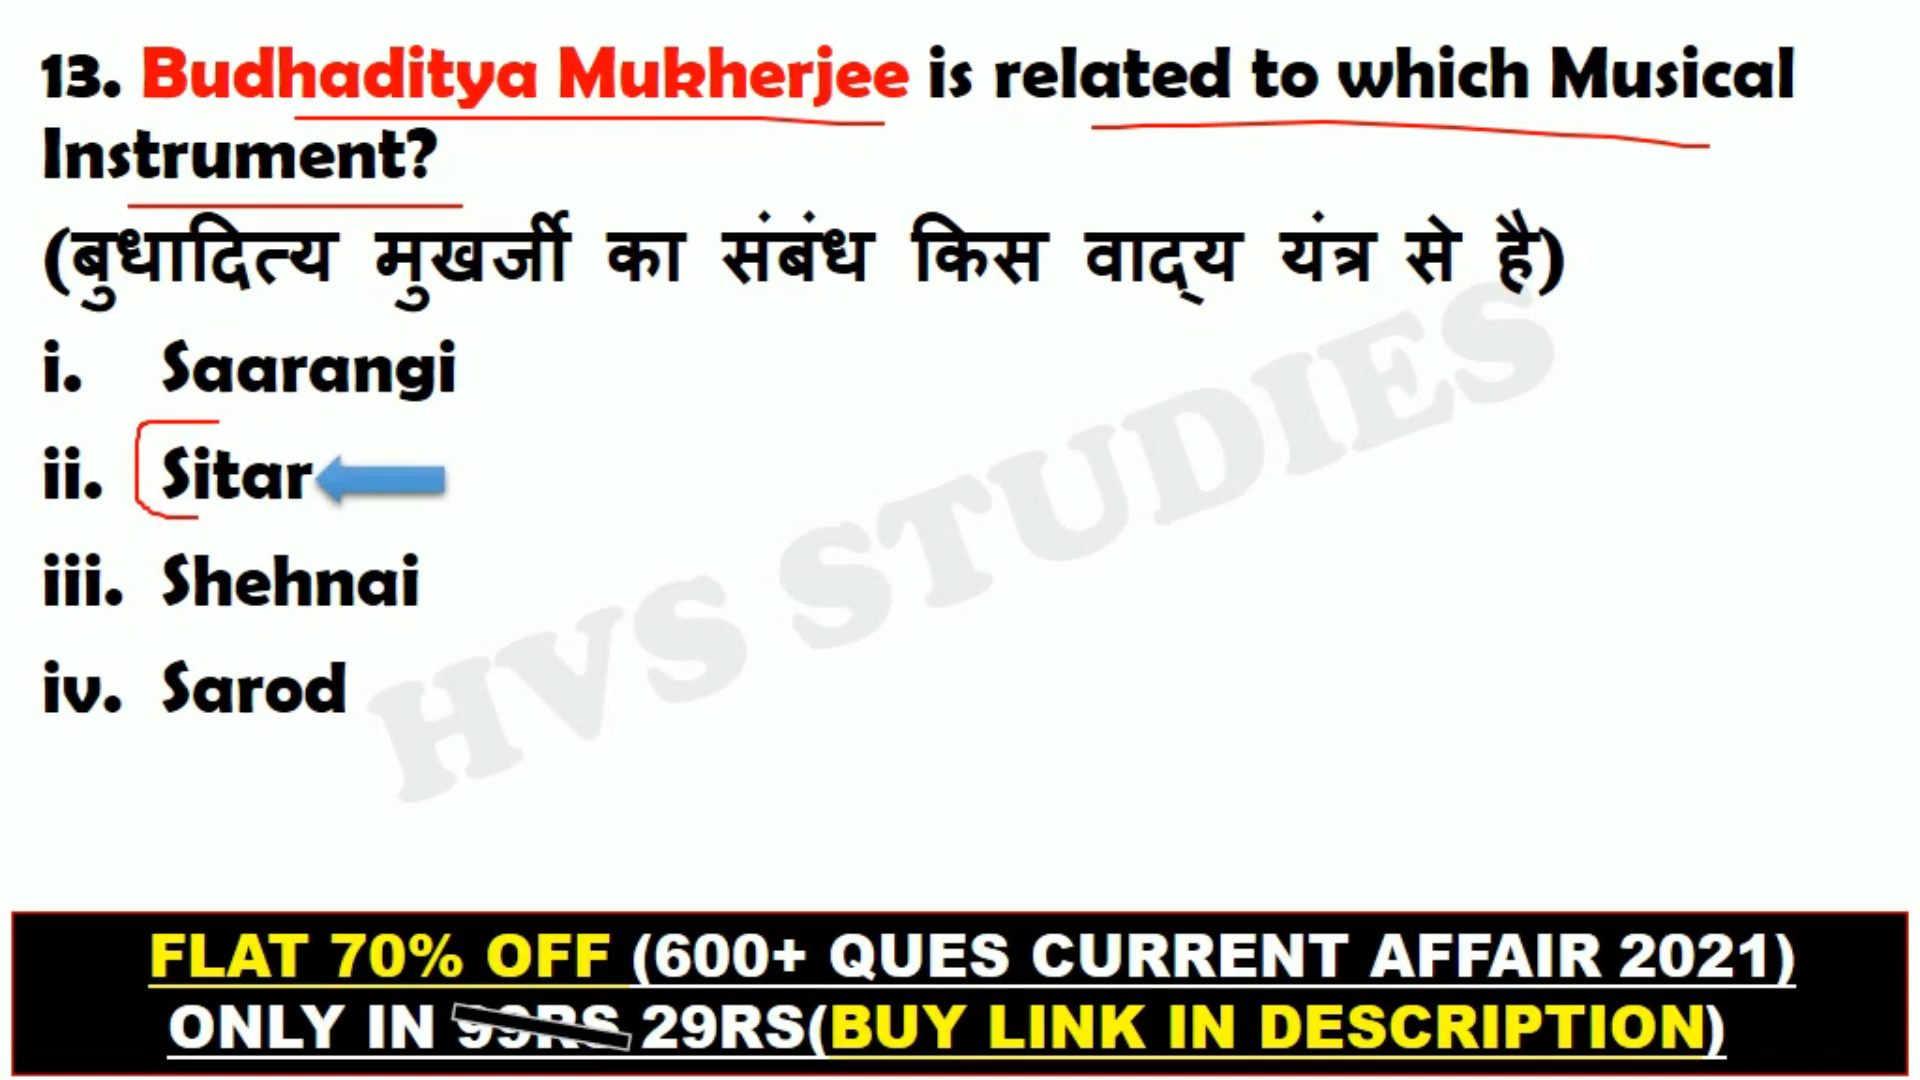 13. Budhaditya Mukherjee is related to which Musical
Instrument?
(बुधादित्य मुखर्जी का संबंध किस वाद्य यंत्र से है)
i. Saarangi
ii. Sitar
iii. Shehnai
iv. Sarod
HVS STUDIES
FLAT 70% OFF (600+ QUES CURRENT AFFAIR 2021)
ONLY IN 99RS 29RS(BUY LINK IN DESCRIPTION)